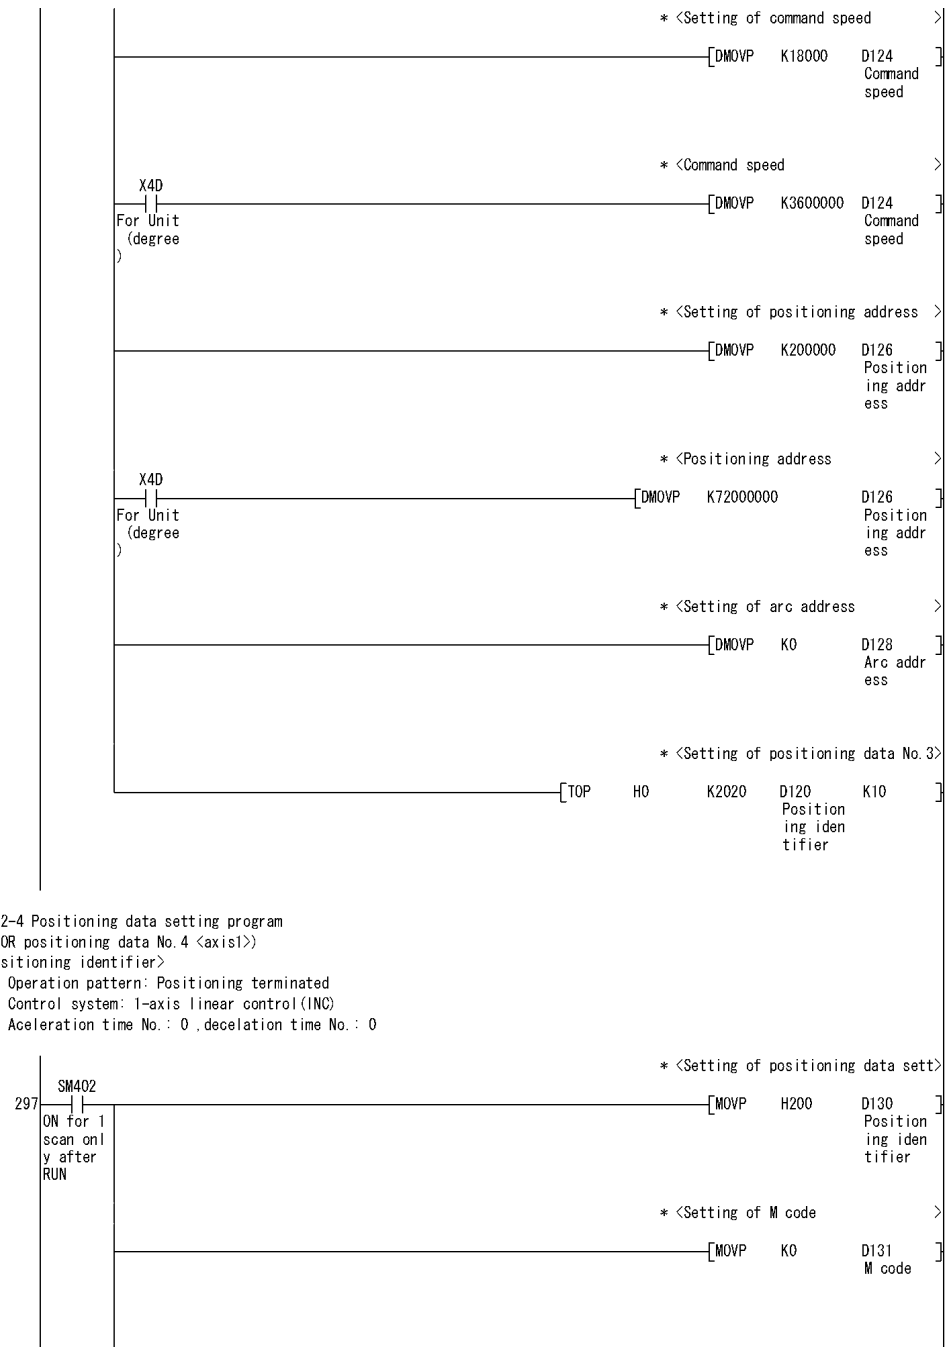 * <Setting of command speed >
[DMOVP K18000 D124 ]
Command
speed
* <Command speed >
X4D
[DMOVP K3600000 D124 ]
For Unit
(degree
)
Command
speed
* <Setting of positioning address >
[DMOVP K200000 D126 ]
Position
ing addr
ess
* <Positioning address >
X4D
[DMOVP K72000000 D126 ]
For Unit
(degree
)
Position
ing addr
ess
* <Setting of arc address >
[DMOVP K0 D128 ]
Arc addr
ess
* <Setting of positioning data No.3>
[TOP H0 K2020 D120 K10 ]
Position
ing iden
tifier
2-4 Positioning data setting program
OR positioning data No.4 <axis1>)
sitioning identifier>
Operation pattern: Positioning terminated
Control system: 1-axis linear control(INC)
Aceleration time No.: 0 ,decelation time No.: 0
* <Setting of positioning data sett>
SM402
297 [MOVP H200 D130 ]
ON for 1
scan onl
y after
RUN
Position
ing iden
tifier
* <Setting of M code >
[MOVP K0 D131 ]
M code